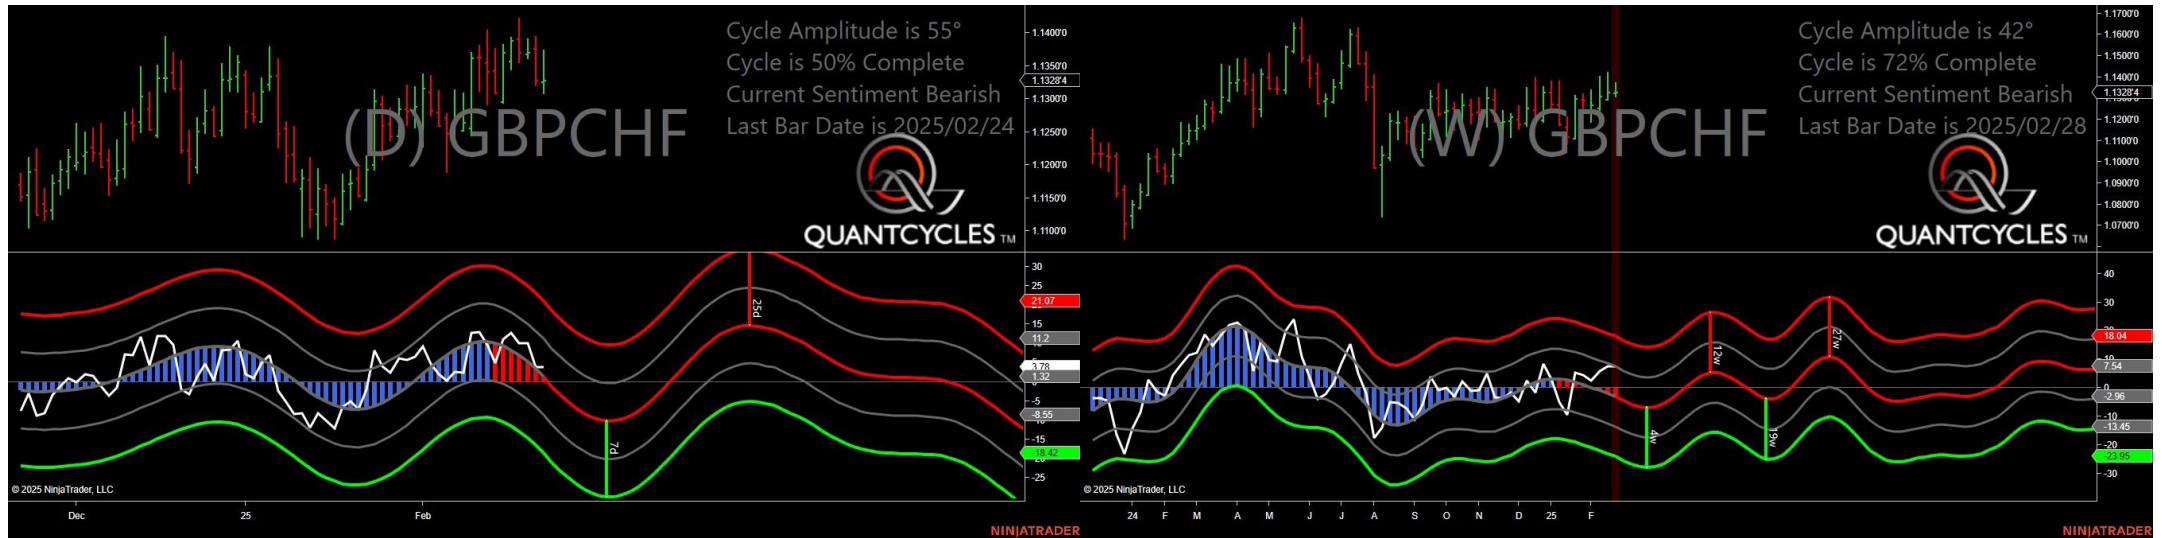 Cycle Amplitude is 55°
Cycle is 50% Complete
Current Sentiment Bearish
Last Bar Date is 2025/02/24
(D) GBPCHF
QUANTCYCLES TM
1.1400'0
1.1350'0
1.1328'4
1.1300'0
1.1250'0
1.1200'0
1.1150'0
1.1100'0
30
25
21.07
15
11.2
3.78
1.32
-5
-8.55
-15
-18.42
-25
25d
7d
© 2025 NinjaTrader, LLC
Dec
25
Feb
NINJATRADER
Cycle Amplitude is 42°
Cycle is 72% Complete
Current Sentiment Bearish
Last Bar Date is 2025/02/28
(W) GBPCHF
QUANTCYCLES TM
1.1700'0
1.1600'0
1.1500'0
1.1400'0
1.1328'4
1.1200'0
1.1100'0
1.1000'0
1.0900'0
1.0800'0
1.0700'0
40
30
18.04
10
7.54
0
-2.96
-10
-13.45
-20
-23.95
-30
12w
27w
4w
19w
© 2025 NinjaTrader, LLC
24
F
M
A
M
J
J
A
S
O
N
D
25
F
NINJATRADER